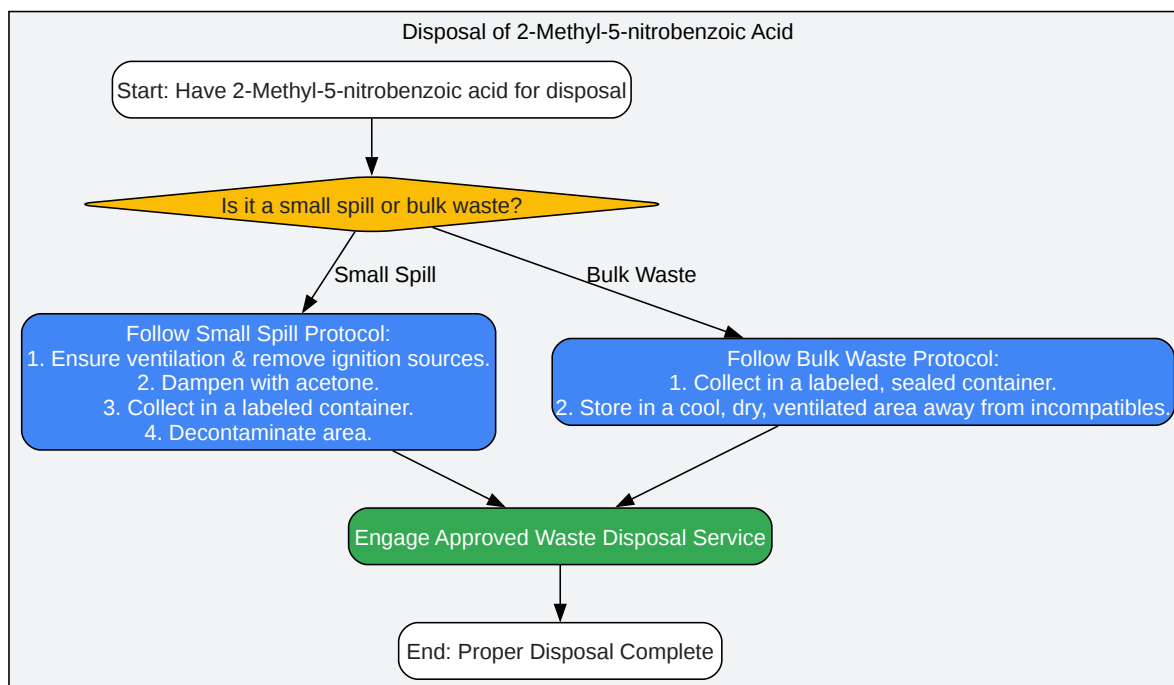 Disposal of 2-Methyl-5-nitrobenzoic Acid
Start: Have 2-Methyl-5-nitrobenzoic acid for disposal
Is it a small spill or bulk waste?
Small Spill
Bulk Waste
Follow Small Spill Protocol:
1. Ensure ventilation & remove ignition sources.
2. Dampen with acetone.
3. Collect in a labeled container.
4. Decontaminate area.
Follow Bulk Waste Protocol:
1. Collect in a labeled, sealed container.
2. Store in a cool, dry, ventilated area away from incompatibles.
Engage Approved Waste Disposal Service
End: Proper Disposal Complete